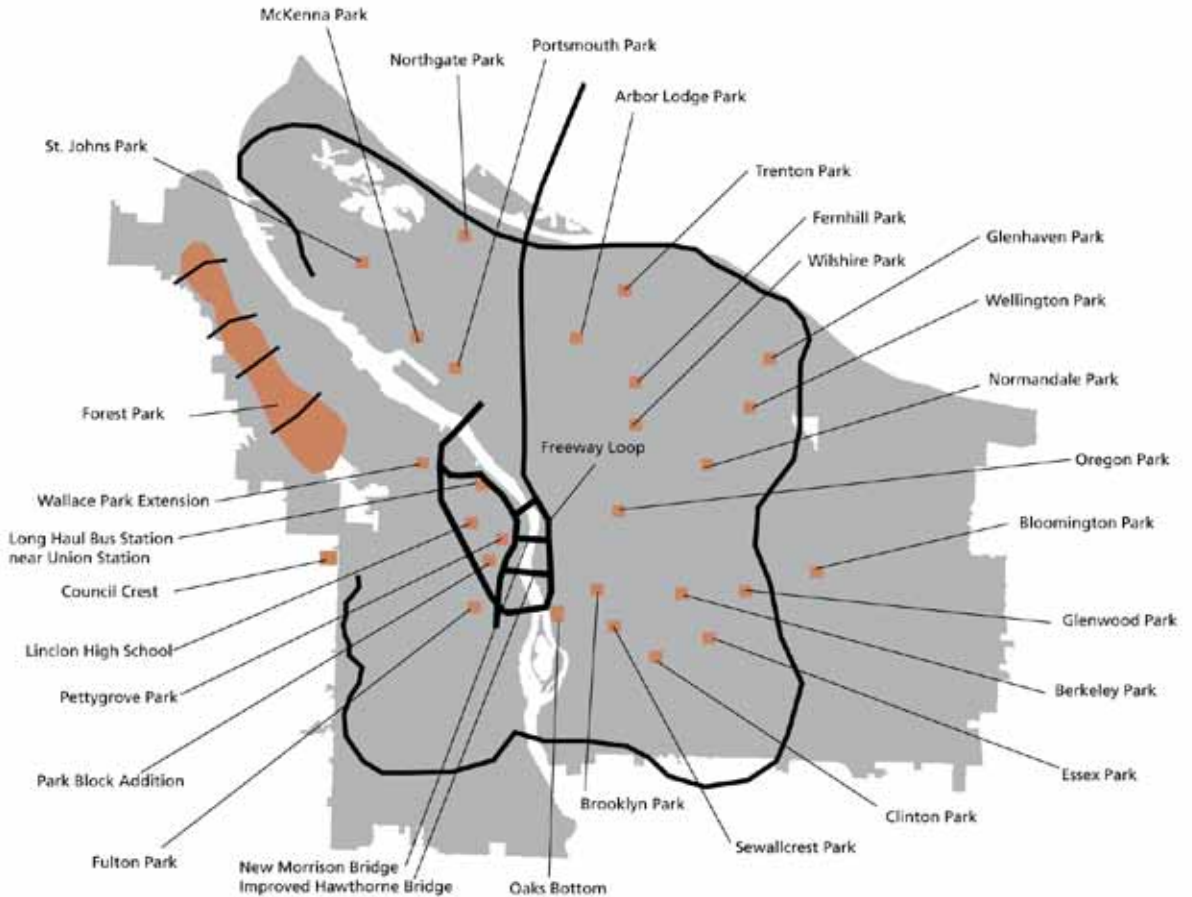 McKenna Park
Portsmouth Park
Northgate Park
Arbor Lodge Park
St. Johns Park
Trenton Park
Fernhill Park
Glenhaven Park
Wilshire Park
Wellington Park
Normandale Park
Forest Park
Freeway Loop
Oregon Park
Wallace Park Extension
Bloomington Park
Long Haul Bus Station
near Union Station
Council Crest
Glenwood Park
Linclon High School
Berkeley Park
Pettygrove Park
Essex Park
Park Block Addition
Brooklyn Park
Clinton Park
Sewallcrest Park
Fulton Park
New Morrison Bridge
Improved Hawthorne Bridge
Oaks Bottom